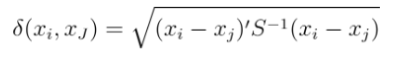 δ(x_i, x_J) = √((x_i − x_j)′S^{−1}(x_i − x_j))